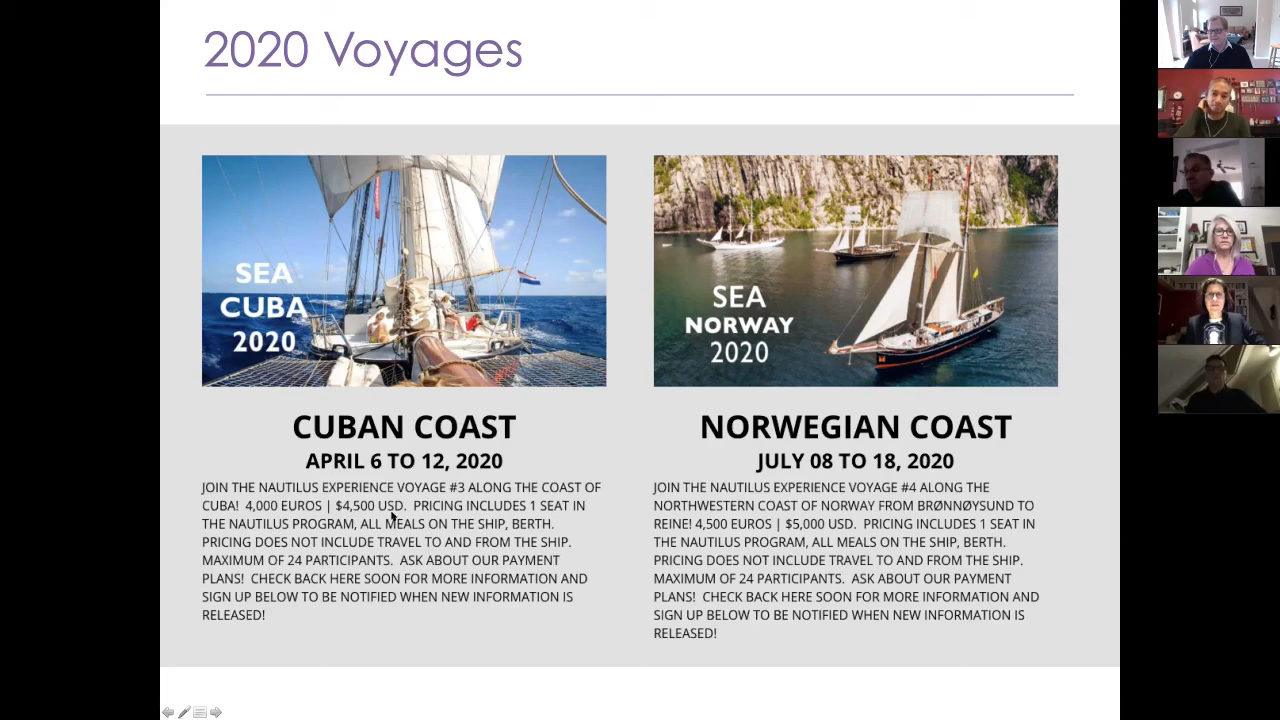 2020 Voyages
SEA
CUBA
2020
SEA
NORWAY
2020
CUBAN COAST
APRIL 6 TO 12, 2020
JOIN THE NAUTILUS EXPERIENCE VOYAGE #3 ALONG THE COAST OF
CUBA!  4,000 EUROS | $4,500 USD.  PRICING INCLUDES 1 SEAT IN
THE NAUTILUS PROGRAM, ALL MEALS ON THE SHIP, BERTH.
PRICING DOES NOT INCLUDE TRAVEL TO AND FROM THE SHIP.
MAXIMUM OF 24 PARTICIPANTS.  ASK ABOUT OUR PAYMENT
PLANS!  CHECK BACK HERE SOON FOR MORE INFORMATION AND
SIGN UP BELOW TO BE NOTIFIED WHEN NEW INFORMATION IS
RELEASED!
NORWEGIAN COAST
JULY 08 TO 18, 2020
JOIN THE NAUTILUS EXPERIENCE VOYAGE #4 ALONG THE
NORTHWESTERN COAST OF NORWAY FROM BRØNNØYSUND TO
REINE! 4,500 EUROS | $5,000 USD.  PRICING INCLUDES 1 SEAT IN
THE NAUTILUS PROGRAM, ALL MEALS ON THE SHIP, BERTH.
PRICING DOES NOT INCLUDE TRAVEL TO AND FROM THE SHIP.
MAXIMUM OF 24 PARTICIPANTS.  ASK ABOUT OUR PAYMENT
PLANS!  CHECK BACK HERE SOON FOR MORE INFORMATION AND
SIGN UP BELOW TO BE NOTIFIED WHEN NEW INFORMATION IS
RELEASED!